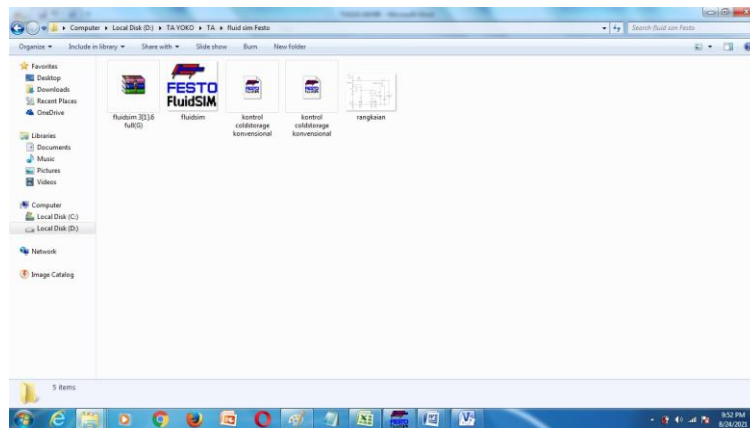 Computer ▸ Local Disk (D:) ▸ TA YOKO ▸ TA ▸ fluid sim Festo
Search fluid sim Festo
Organize Include in library Share with Slide show Burn New folder
Favorites
Desktop
Downloads
Recent Places
OneDrive
Libraries
Documents
Music
Pictures
Videos
Computer
Local Disk (C:)
Local Disk (D:)
Network
Image Catalog
FESTO
FluidSIM
fluidsim 3[1].6
full(G)
fluidsim
kontrol
coldstorage
konvensional
kontrol
coldstorage
konvensional
rangkaian
5 items
9:52 PM
8/24/2021